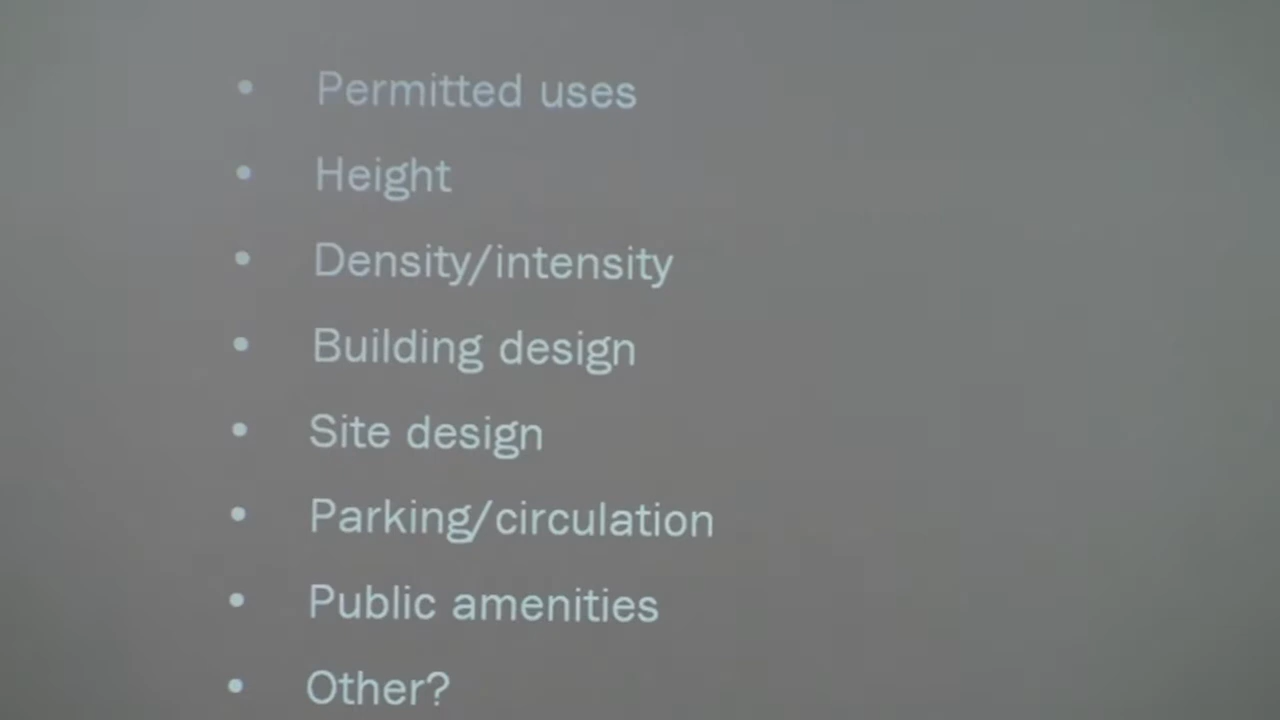 • Permitted uses
• Height
• Density/intensity
• Building design
• Site design
• Parking/circulation
• Public amenities
• Other?